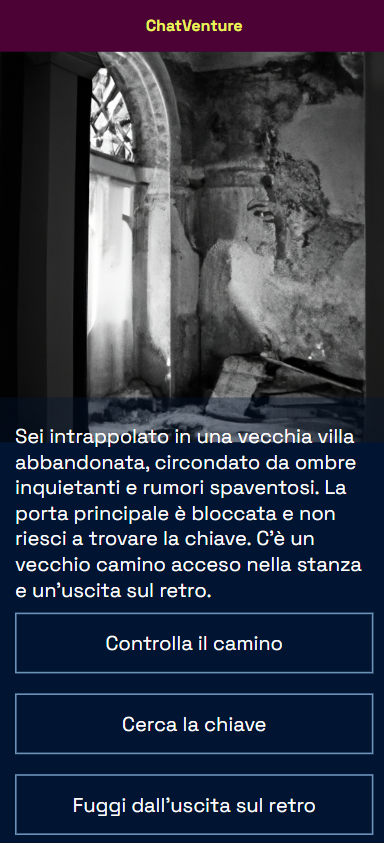 ChatVenture
Sei intrappolato in una vecchia villa
abbandonata, circondato da ombre
inquietanti e rumori spaventosi. La
porta principale è bloccata e non
riesci a trovare la chiave. C'è un
vecchio camino acceso nella stanza
e un'uscita sul retro.
Controlla il camino
Cerca la chiave
Fuggi dall'uscita sul retro